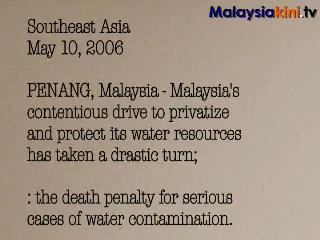 Malaysiakini.tv
Southeast Asia
May 10, 2006
PENANG, Malaysia - Malaysia's
contentious drive to privatize
and protect its water resources
has taken a drastic turn;
: the death penalty for serious
cases of water contamination.